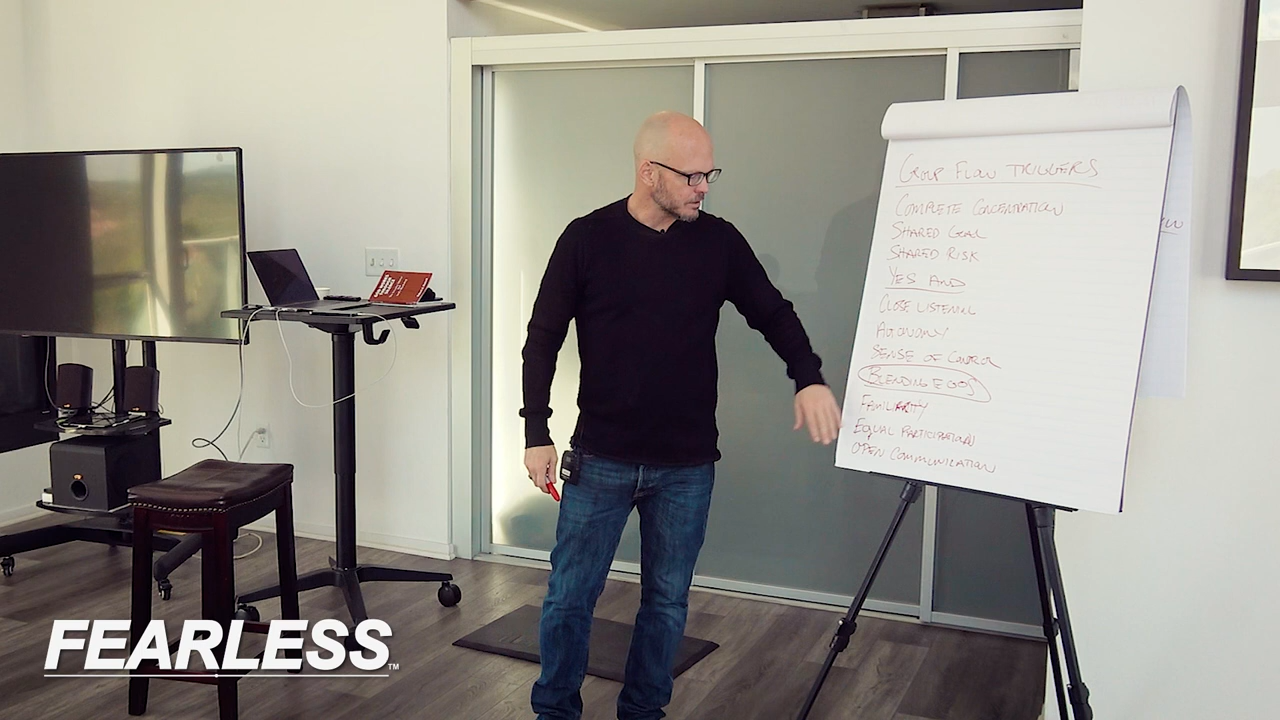 GROUP FLOW TRIGGERS
COMPLETE CONCENTRATION
SHARED GOAL
SHARED RISK
YES AND
CLOSE LISTENING
AUTONOMY
SENSE OF CONTROL
BLENDING EGOS
FAMILIARITY
EQUAL PARTICIPATION
OPEN COMMUNICATION
FEARLESS™